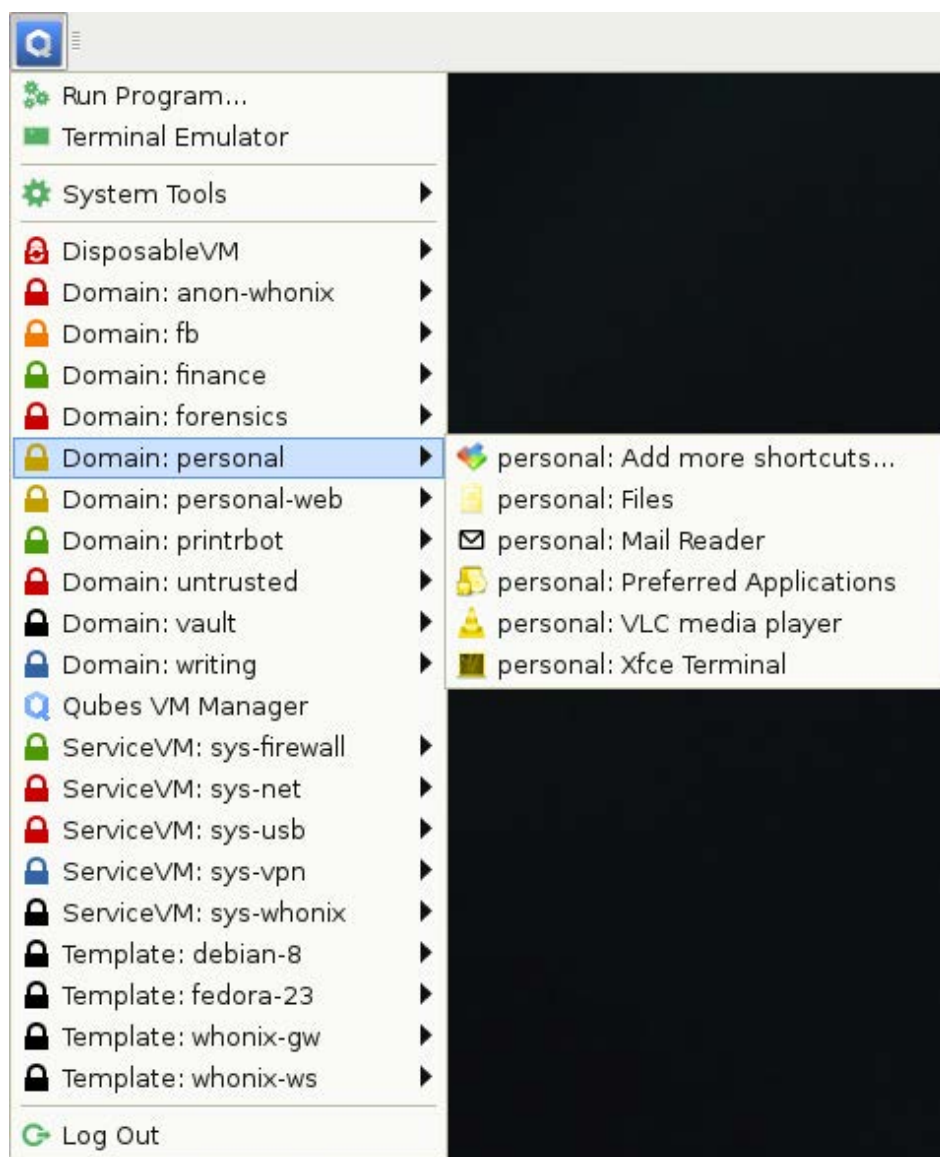 Run Program...
Terminal Emulator
System Tools
DisposableVM
Domain: anon-whonix
Domain: fb
Domain: finance
Domain: forensics
Domain: personal
Domain: personal-web
Domain: printrbot
Domain: untrusted
Domain: vault
Domain: writing
Qubes VM Manager
ServiceVM: sys-firewall
ServiceVM: sys-net
ServiceVM: sys-usb
ServiceVM: sys-vpn
ServiceVM: sys-whonix
Template: debian-8
Template: fedora-23
Template: whonix-gw
Template: whonix-ws
Log Out
personal: Add more shortcuts...
personal: Files
personal: Mail Reader
personal: Preferred Applications
personal: VLC media player
personal: Xfce Terminal